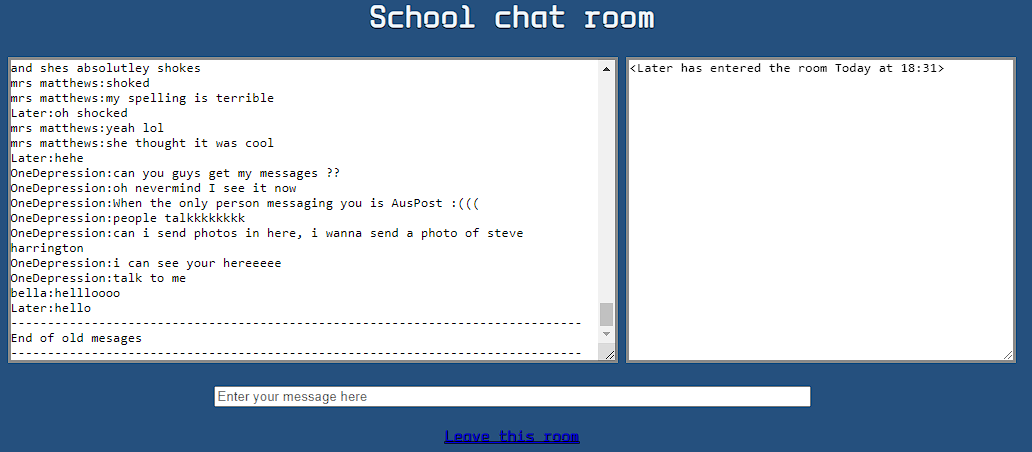 School chat room
and shes absolutley shokes
mrs matthews:shoked
mrs matthews:my spelling is terrible
Later:oh shocked
mrs matthews:yeah lol
mrs matthews:she thought it was cool
Later:hehe
OneDepression:can you guys get my messages ??
OneDepression:oh nevermind I see it now
OneDepression:When the only person messaging you is AusPost :(((
OneDepression:people talkkkkkkkk
OneDepression:can i send photos in here, i wanna send a photo of steve
harrington
OneDepression:i can see your hereeeee
OneDepression:talk to me
bella:hellloooo
Later:hello
-----------------------------------------------------------------------------
End of old mesages
-----------------------------------------------------------------------------
<Later has entered the room Today at 18:31>
Enter your message here
Leave this room